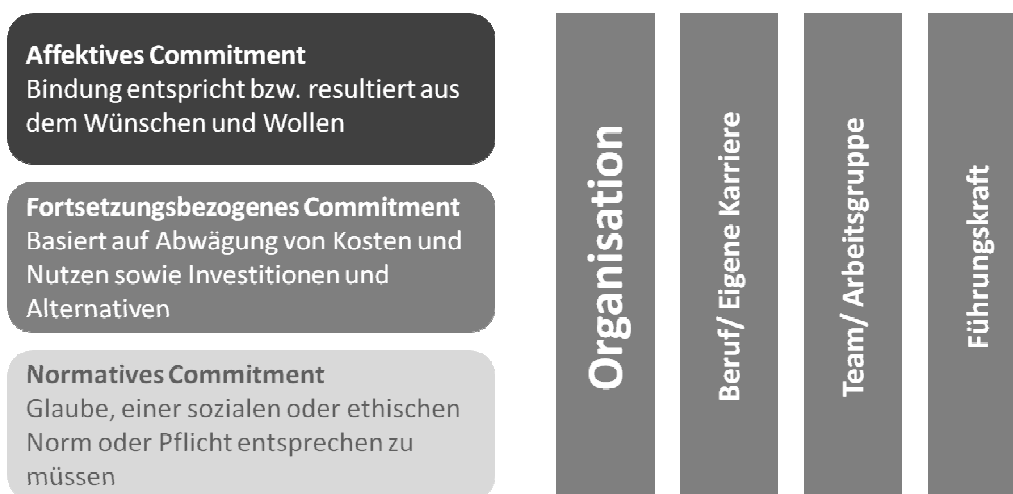 Affektives Commitment
Bindung entspricht bzw. resultiert aus
dem Wünschen und Wollen
Fortsetzungsbezogenes Commitment
Basiert auf Abwägung von Kosten und
Nutzen sowie Investitionen und
Alternativen
Normatives Commitment
Glaube, einer sozialen oder ethischen
Norm oder Pflicht entsprechen zu
müssen
Organisation
Beruf/ Eigene Karriere
Team/ Arbeitsgruppe
Führungskraft